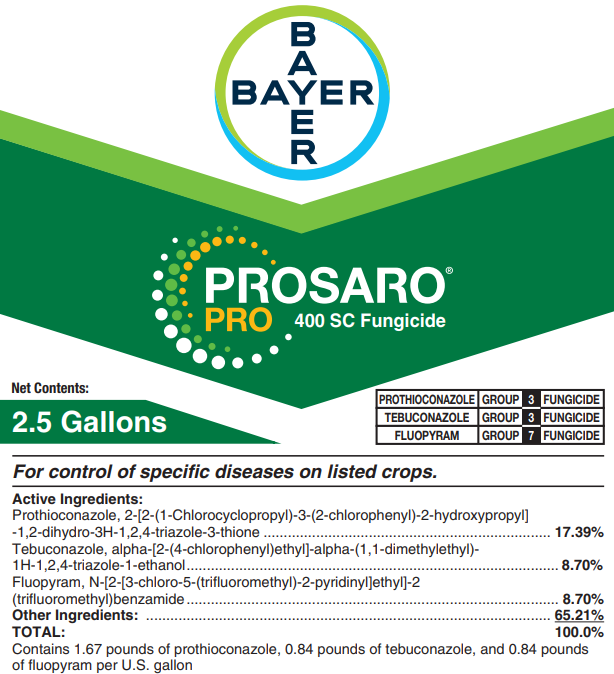 BAYER
BAYER
PROSARO®
PRO 400 SC Fungicide
Net Contents:
2.5 Gallons
PROTHIOCONAZOLE GROUP 3 FUNGICIDE
TEBUCONAZOLE GROUP 3 FUNGICIDE
FLUOPYRAM GROUP 7 FUNGICIDE
For control of specific diseases on listed crops.
Active Ingredients:
Prothioconazole, 2-[2-(1-Chlorocyclopropyl)-3-(2-chlorophenyl)-2-hydroxypropyl]
-1,2-dihydro-3H-1,2,4-triazole-3-thione ........ 17.39%
Tebuconazole, alpha-[2-(4-chlorophenyl)ethyl]-alpha-(1,1-dimethylethyl)-
1H-1,2,4-triazole-1-ethanol........ 8.70%
Fluopyram, N-[2-[3-chloro-5-(trifluoromethyl)-2-pyridinyl]ethyl]-2
(trifluoromethyl)benzamide........ 8.70%
Other Ingredients: ........ 65.21%
TOTAL: 100.0%
Contains 1.67 pounds of prothioconazole, 0.84 pounds of tebuconazole, and 0.84 pounds
of fluopyram per U.S. gallon